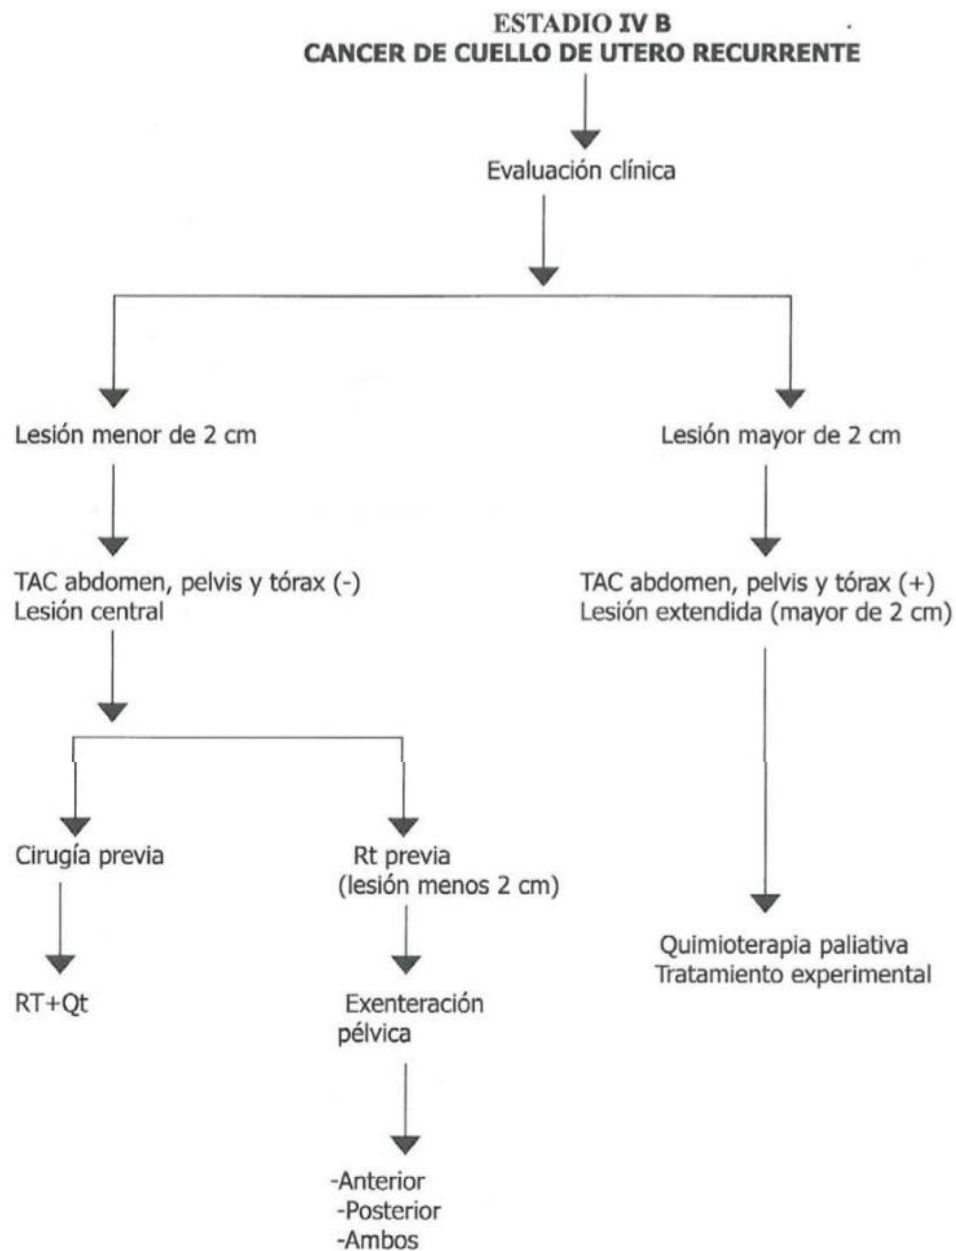 ESTADIO IV B
CANCER DE CUELLO DE UTERO RECURRENTE
Evaluación clínica
Lesión menor de 2 cm
Lesión mayor de 2 cm
TAC abdomen, pelvis y tórax (-)
Lesión central
TAC abdomen, pelvis y tórax (+)
Lesión extendida (mayor de 2 cm)
Cirugía previa
Rt previa
(lesión menos 2 cm)
Quimioterapia paliativa
Tratamiento experimental
RT+Qt
Exenteración
pélvica
-Anterior
-Posterior
-Ambos